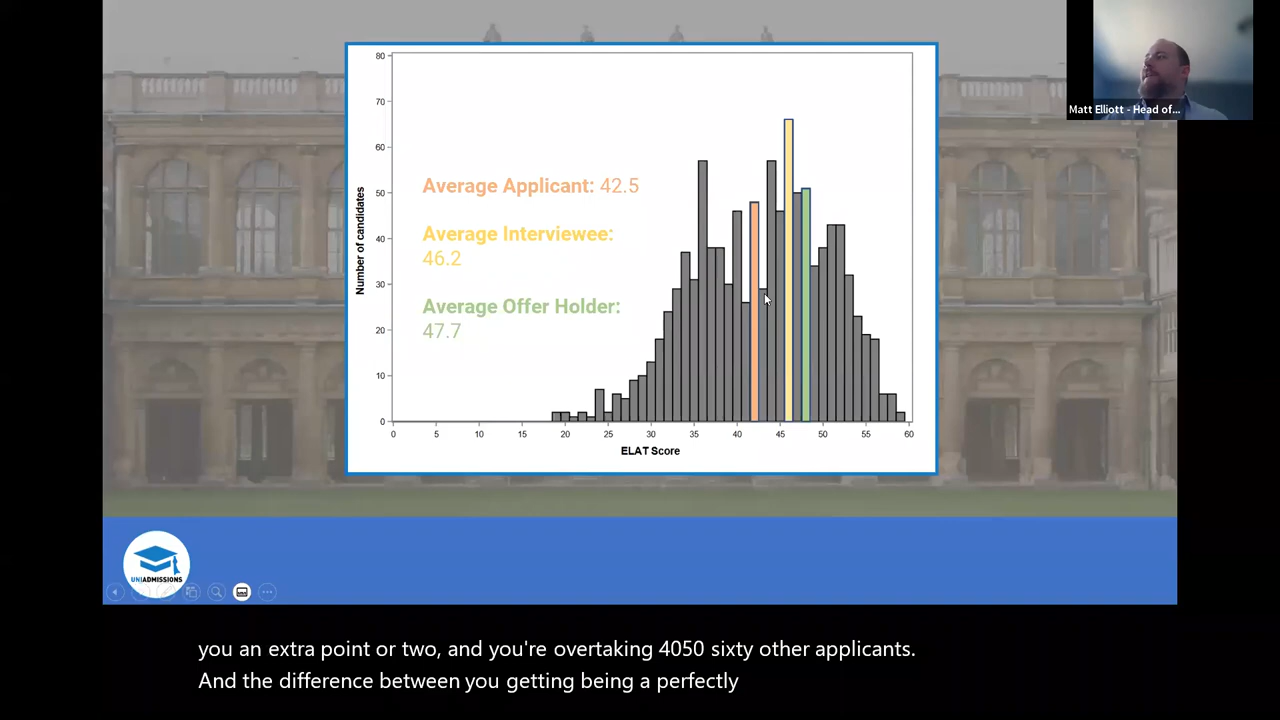 Matt Elliott - Head of...
80
70
60
50
40
30
20
10
0
Number of candidates
Average Applicant: 42.5
Average Interviewee:
46.2
Average Offer Holder:
47.7
0 5 10 15 20 25 30 35 40 45 50 55 60
ELAT Score
UNIADMISSIONS
you an extra point or two, and you're overtaking 4050 sixty other applicants.
And the difference between you getting being a perfectly